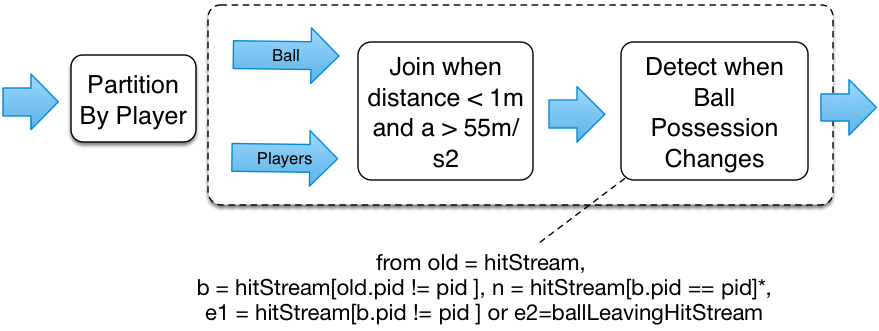 Partition
By Player
Ball
Players
Join when
distance < 1m
and a > 55m/
s2
Detect when
Ball
Possession
Changes
from old = hitStream,
b = hitStream[old.pid != pid ], n = hitStream[b.pid == pid]*,
e1 = hitStream[b.pid != pid ] or e2=ballLeavingHitStream